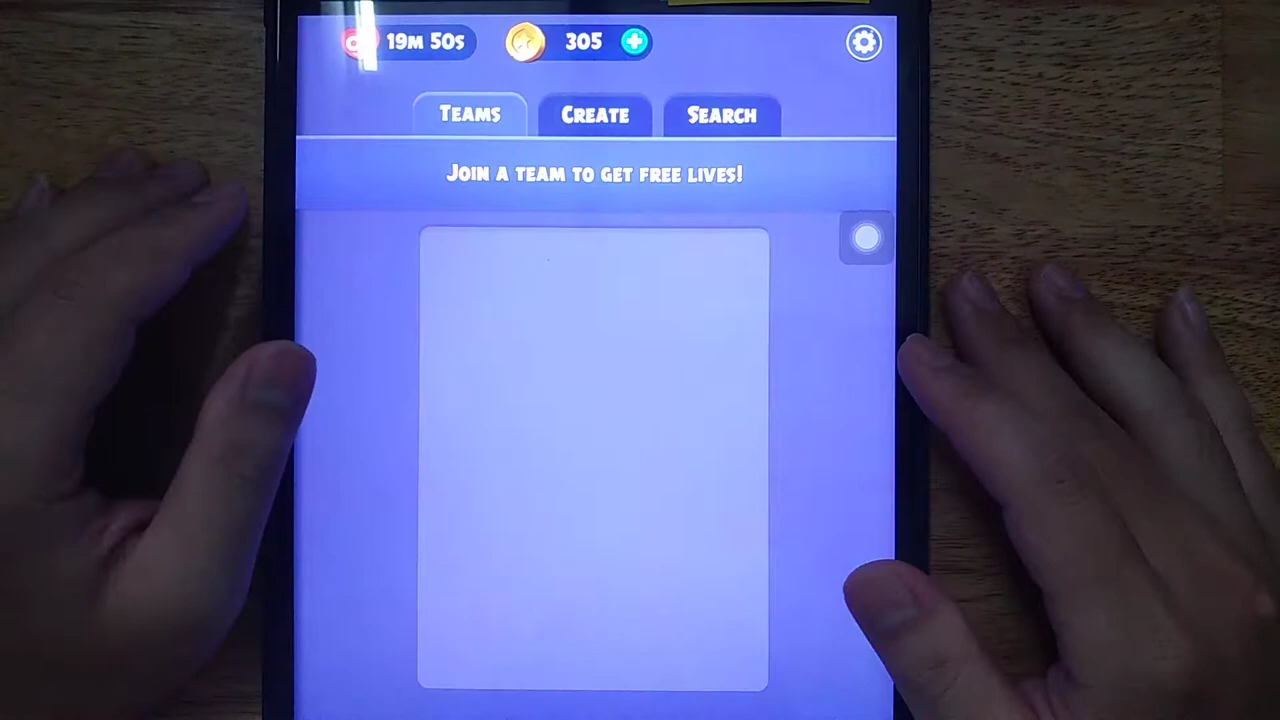 19M 50S
305
TEAMS
CREATE
SEARCH
JOIN A TEAM TO GET FREE LIVES!